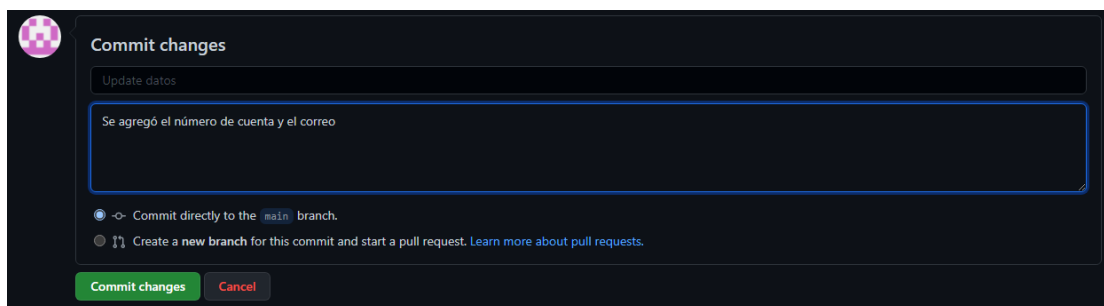 Commit changes
Update datos
Se agregó el número de cuenta y el correo
Commit directly to the main branch.
Create a new branch for this commit and start a pull request. Learn more about pull requests.
Commit changes Cancel